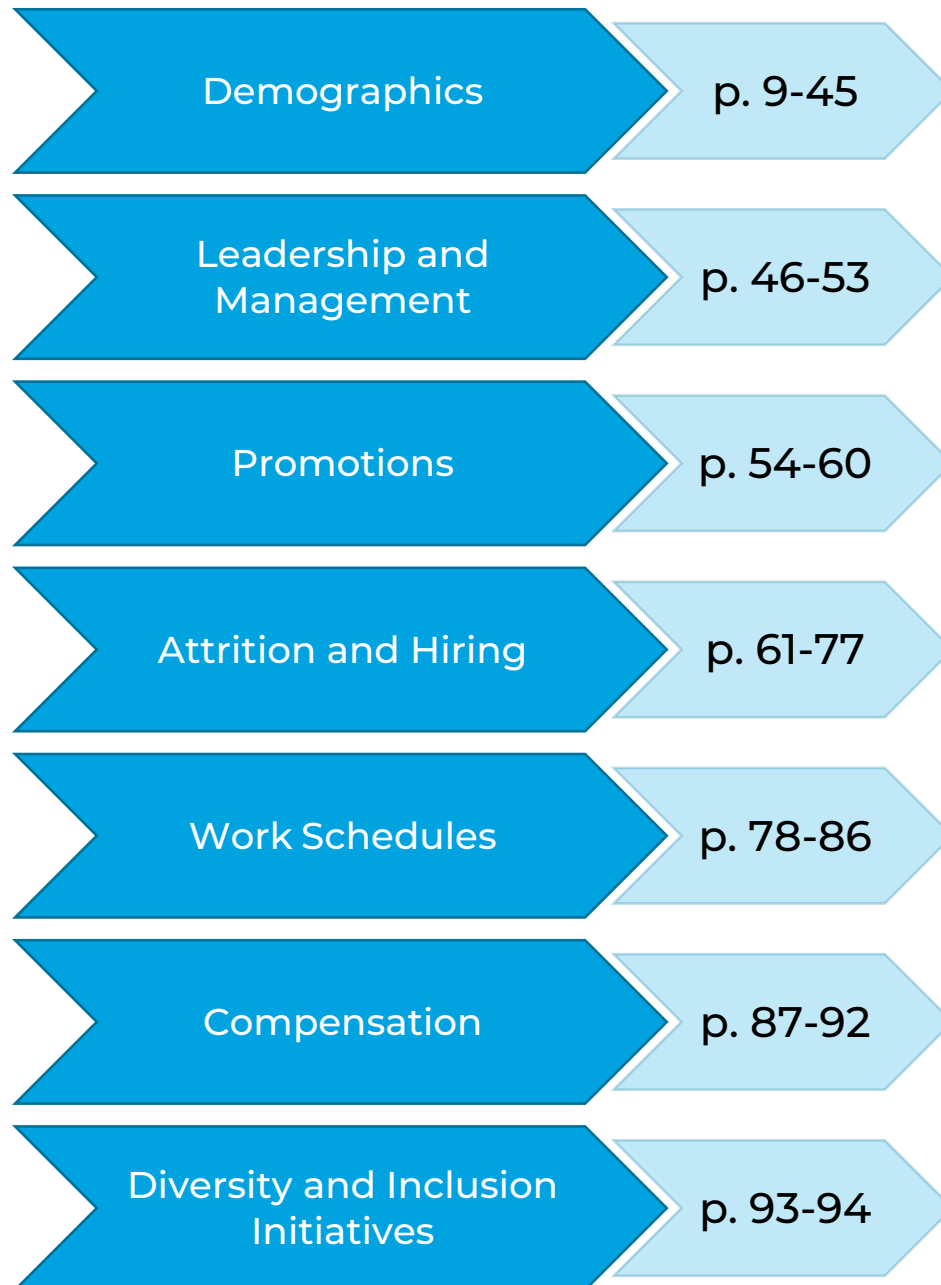 Demographics
p. 9-45
Leadership and
Management
p. 46-53
Promotions
p. 54-60
Attrition and Hiring
p. 61-77
Work Schedules
p. 78-86
Compensation
p. 87-92
Diversity and Inclusion
Initiatives
p. 93-94